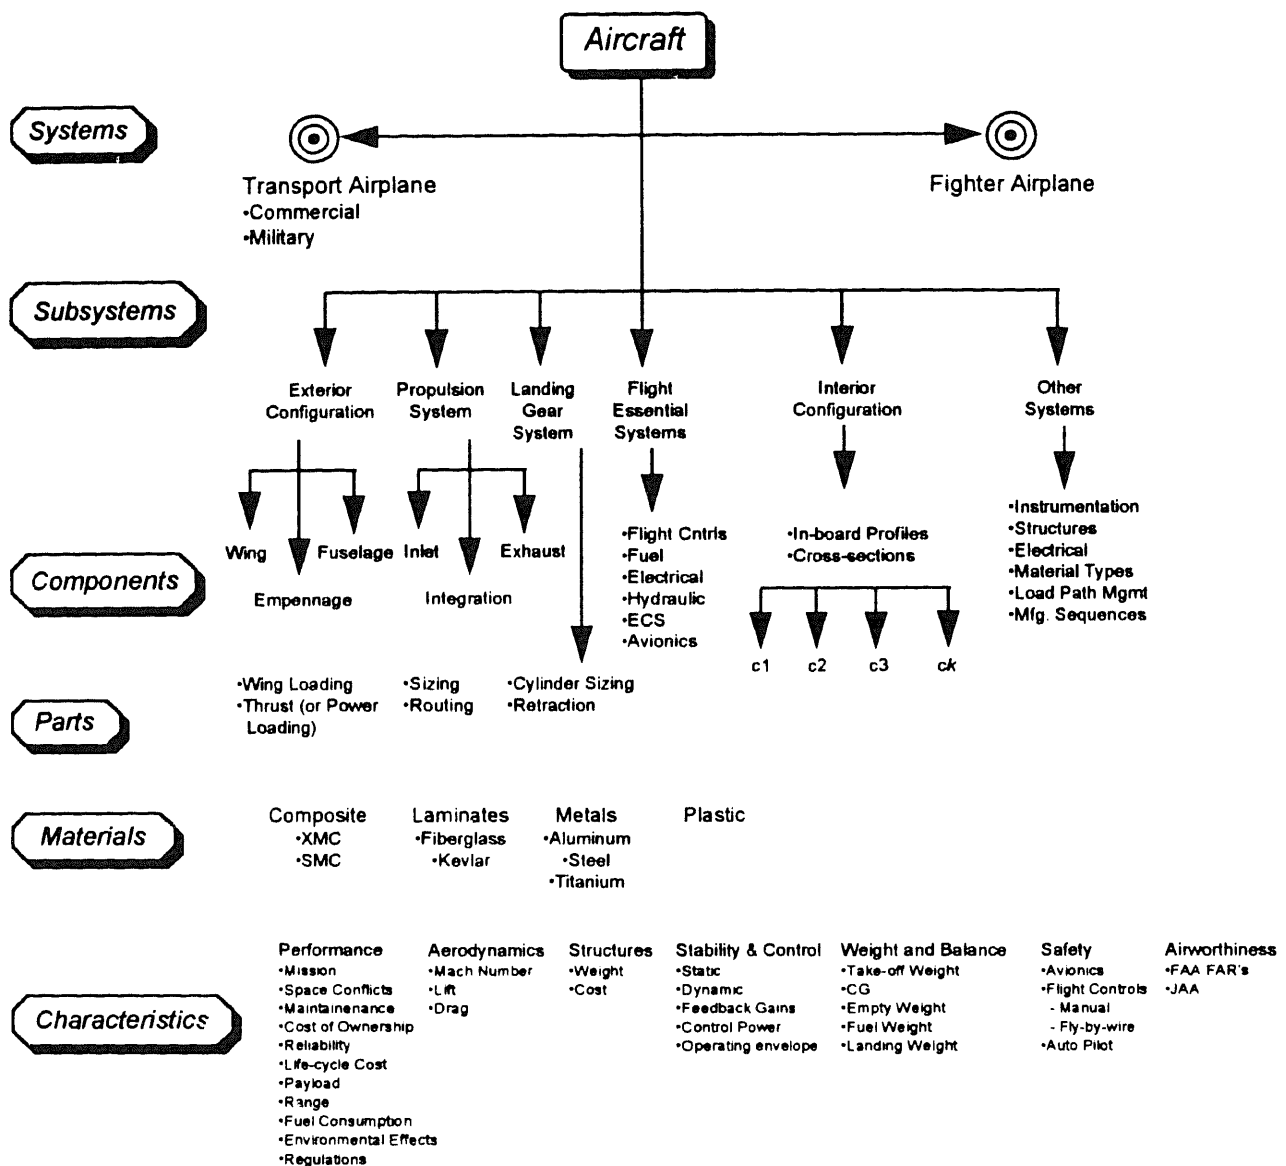 Aircraft
Systems
Transport Airplane
•Commercial
•Military
Fighter Airplane
Subsystems
Exterior
Configuration
Propulsion
System
Landing
Gear
System
Flight
Essential
Systems
Interior
Configuration
Other
Systems
Components
Wing
Empennage
Fuselage
Inlet
Integration
Exhaust
•Flight Cntrls
•Fuel
•Electrical
•Hydraulic
•ECS
•Avionics
•In-board Profiles
•Cross-sections
c1
c2
c3
ck
•Instrumentation
•Structures
•Electrical
•Material Types
•Load Path Mgmt
•Mfg. Sequences
Parts
•Wing Loading
•Thrust (or Power
Loading)
•Sizing
•Routing
•Cylinder Sizing
•Retraction
Materials
Composite
•XMC
•SMC
Laminates
•Fiberglass
•Kevlar
Metals
•Aluminum
•Steel
•Titanium
Plastic
Characteristics
Performance
•Mission
•Space Conflicts
•Maintainenance
•Cost of Ownership
•Reliability
•Life-cycle Cost
•Payload
•Range
•Fuel Consumption
•Environmental Effects
•Regulations
Aerodynamics
•Mach Number
•Lift
•Drag
Structures
•Weight
•Cost
Stability & Control
•Static
•Dynamic
•Feedback Gains
•Control Power
•Operating envelope
Weight and Balance
•Take-off Weight
•CG
•Empty Weight
•Fuel Weight
•Landing Weight
Safety
•Avionics
•Flight Controls
- Manual
- Fly-by-wire
•Auto Pilot
Airworthiness
•FAA FAR's
•JAA